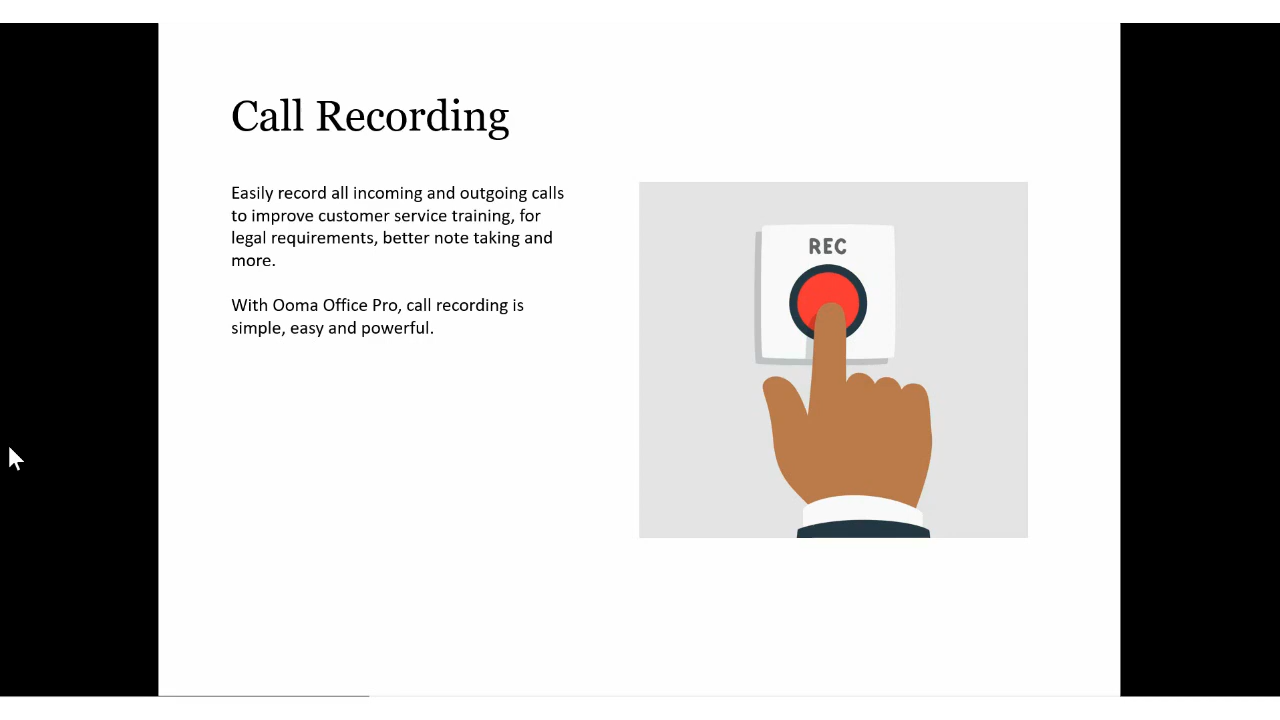 Call Recording
Easily record all incoming and outgoing calls
to improve customer service training, for
legal requirements, better note taking and
more.
With Ooma Office Pro, call recording is
simple, easy and powerful.
REC